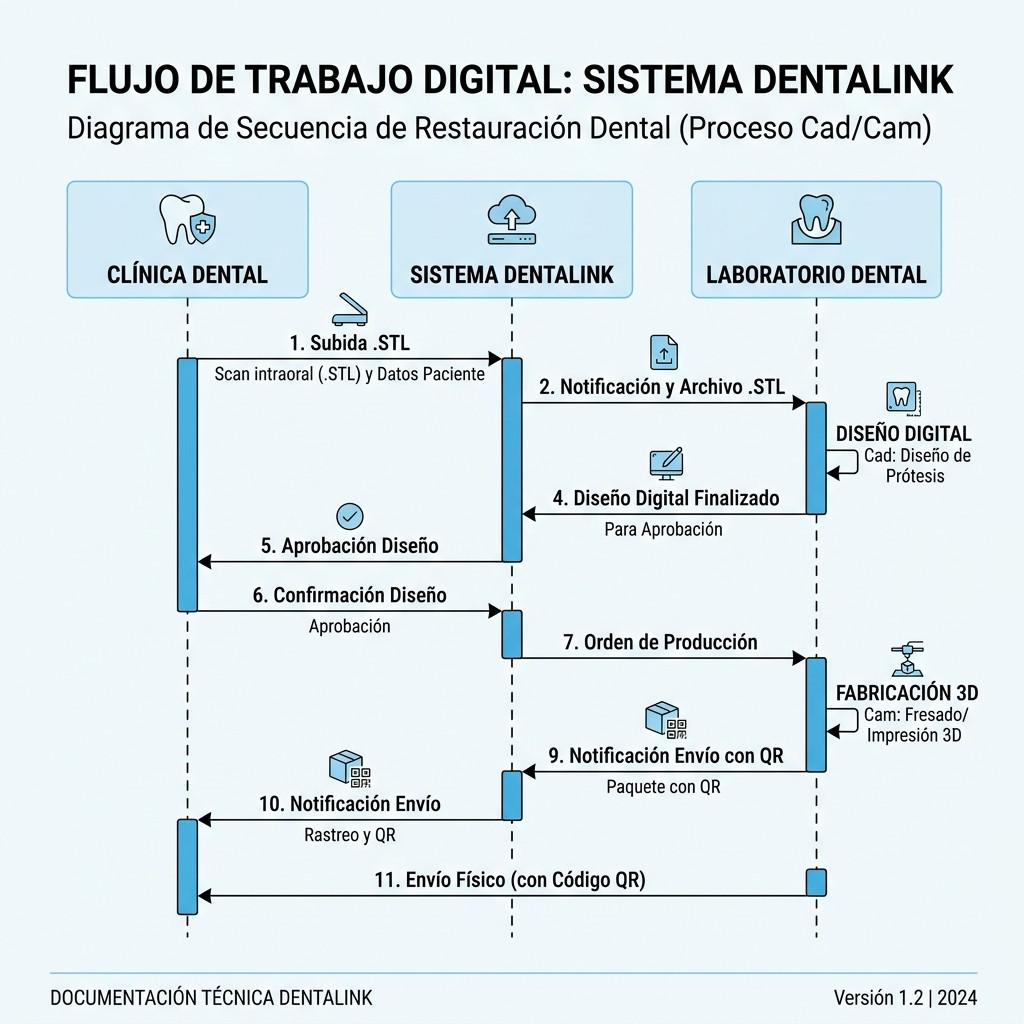 FLUJO DE TRABAJO DIGITAL: SISTEMA DENTALINK
Diagrama de Secuencia de Restauración Dental (Proceso Cad/Cam)
CLÍNICA DENTAL
SISTEMA DENTALINK
LABORATORIO DENTAL
1. Subida .STL
Scan intraoral (.STL) y Datos Paciente
2. Notificación y Archivo .STL
DISEÑO DIGITAL
Cad: Diseño de
Prótesis
4. Diseño Digital Finalizado
Para Aprobación
5. Aprobación Diseño
6. Confirmación Diseño
Aprobación
7. Orden de Producción
FABRICACIÓN 3D
Cam: Fresado/
Impresión 3D
9. Notificación Envío con QR
Paquete con QR
10. Notificación Envío
Rastreo y QR
11. Envío Físico (con Código QR)
DOCUMENTACIÓN TÉCNICA DENTALINK
Versión 1.2 | 2024